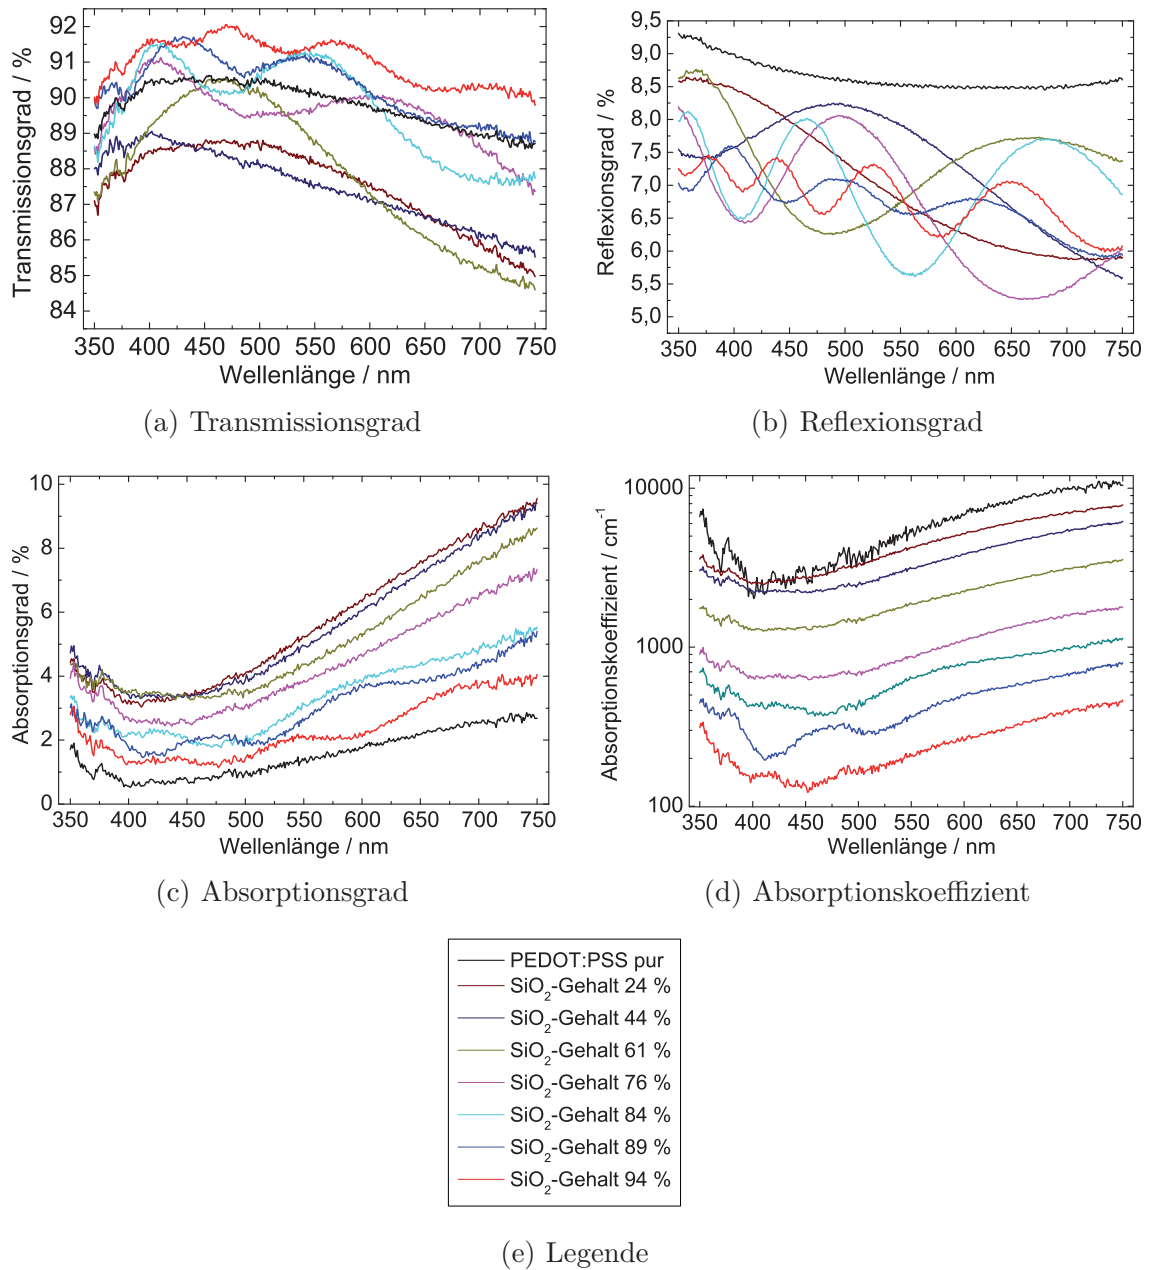 92
91
90
89
88
87
86
85
84
Transmissionsgrad / %
350 400 450 500 550 600 650 700 750
Wellenlänge / nm
(a) Transmissionsgrad
9,5
9,0
8,5
8,0
7,5
7,0
6,5
6,0
5,5
5,0
Reflexionsgrad / %
350 400 450 500 550 600 650 700 750
Wellenlänge / nm
(b) Reflexionsgrad
10
8
6
4
2
0
Absorptionsgrad / %
350 400 450 500 550 600 650 700 750
Wellenlänge / nm
(c) Absorptionsgrad
10000
1000
100
Absorptionskoeffizient / cm⁻¹
350 400 450 500 550 600 650 700 750
Wellenlänge / nm
(d) Absorptionskoeffizient
PEDOT:PSS pur
SiO₂-Gehalt 24 %
SiO₂-Gehalt 44 %
SiO₂-Gehalt 61 %
SiO₂-Gehalt 76 %
SiO₂-Gehalt 84 %
SiO₂-Gehalt 89 %
SiO₂-Gehalt 94 %
(e) Legende